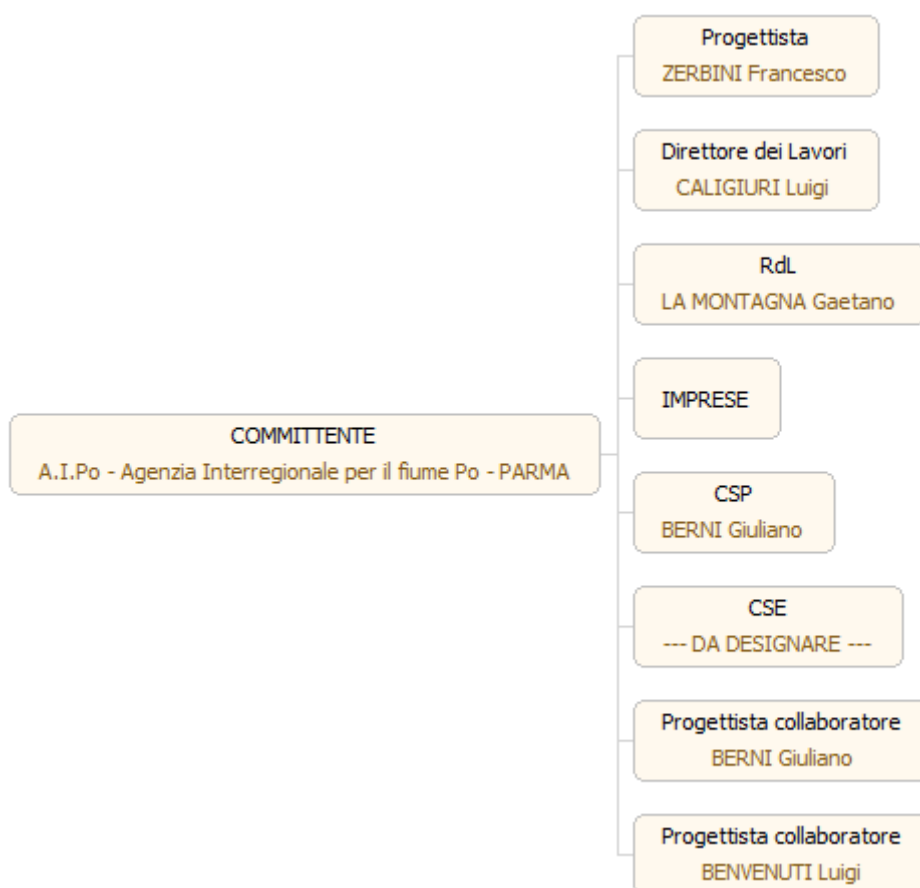 Progettista
ZERBINI Francesco
Direttore dei Lavori
CALIGIURI Luigi
RdL
LA MONTAGNA Gaetano
IMPRESE
COMMITTENTE
A.I.Po - Agenzia Interregionale per il fiume Po - PARMA
CSP
BERNI Giuliano
CSE
--- DA DESIGNARE ---
Progettista collaboratore
BERNI Giuliano
Progettista collaboratore
BENVENUTI Luigi